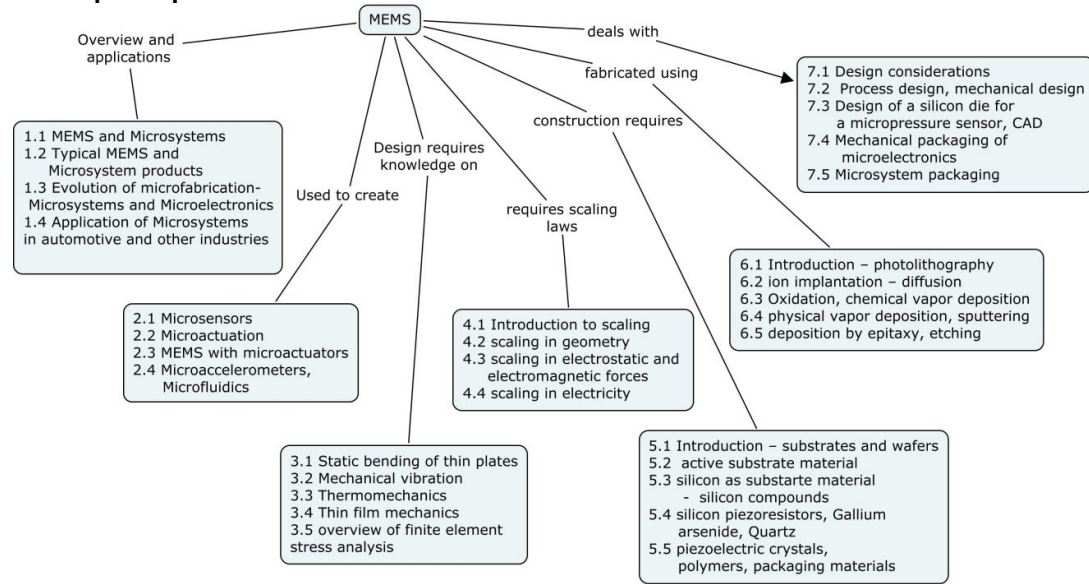 MEMS
Overview and
applications
1.1 MEMS and Microsystems
1.2 Typical MEMS and
Microsystem products
1.3 Evolution of microfabrication-
Microsystems and Microelectronics
1.4 Application of Microsystems
in automotive and other industries
Used to create
2.1 Microsensors
2.2 Microactuation
2.3 MEMS with microactuators
2.4 Microaccelerometers,
Microfluidics
Design requires
knowledge on
3.1 Static bending of thin plates
3.2 Mechanical vibration
3.3 Thermomechanics
3.4 Thin film mechanics
3.5 overview of finite element
stress analysis
requires scaling
laws
4.1 Introduction to scaling
4.2 scaling in geometry
4.3 scaling in electrostatic and
electromagnetic forces
4.4 scaling in electricity
construction requires
5.1 Introduction – substrates and wafers
5.2 active substrate material
5.3 silicon as substarte material
- silicon compounds
5.4 silicon piezoresistors, Gallium
arsenide, Quartz
5.5 piezoelectric crystals,
polymers, packaging materials
fabricated using
6.1 Introduction – photolithography
6.2 ion implantation – diffusion
6.3 Oxidation, chemical vapor deposition
6.4 physical vapor deposition, sputtering
6.5 deposition by epitaxy, etching
deals with
7.1 Design considerations
7.2 Process design, mechanical design
7.3 Design of a silicon die for
a micropressure sensor, CAD
7.4 Mechanical packaging of
microelectronics
7.5 Microsystem packaging